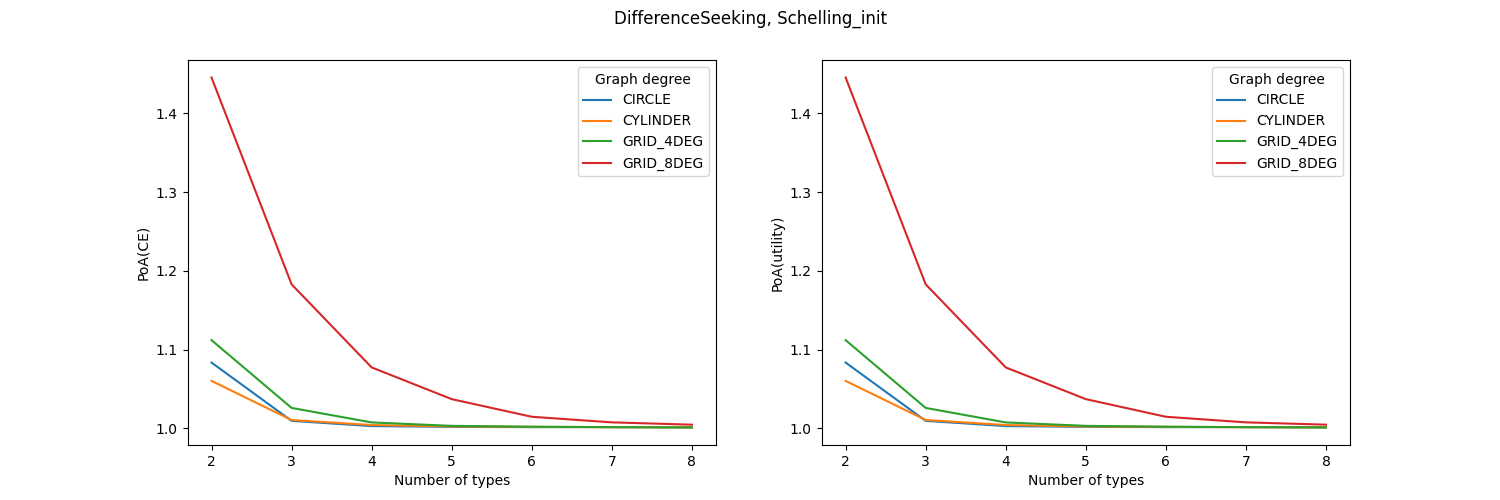 DifferenceSeeking, Schelling_init
PoA(CE)
1.4
1.3
1.2
1.1
1.0
2 3 4 5 6 7 8
Number of types
Graph degree
CIRCLE
CYLINDER
GRID_4DEG
GRID_8DEG
PoA(utility)
1.4
1.3
1.2
1.1
1.0
2 3 4 5 6 7 8
Number of types
Graph degree
CIRCLE
CYLINDER
GRID_4DEG
GRID_8DEG